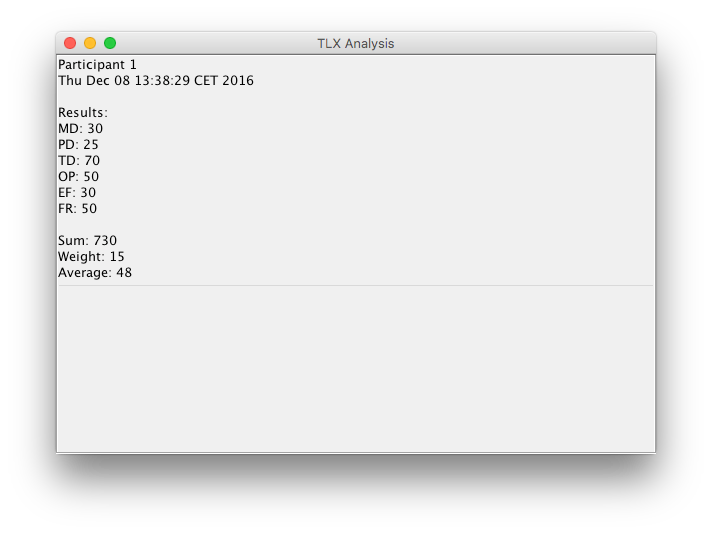 TLX Analysis
Participant 1
Thu Dec 08 13:38:29 CET 2016
Results:
MD: 30
PD: 25
TD: 70
OP: 50
EF: 30
FR: 50
Sum: 730
Weight: 15
Average: 48